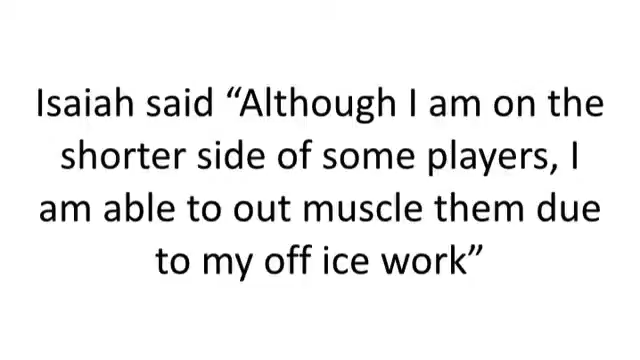 Isaiah said “Although I am on the
shorter side of some players, I
am able to out muscle them due
to my off ice work”